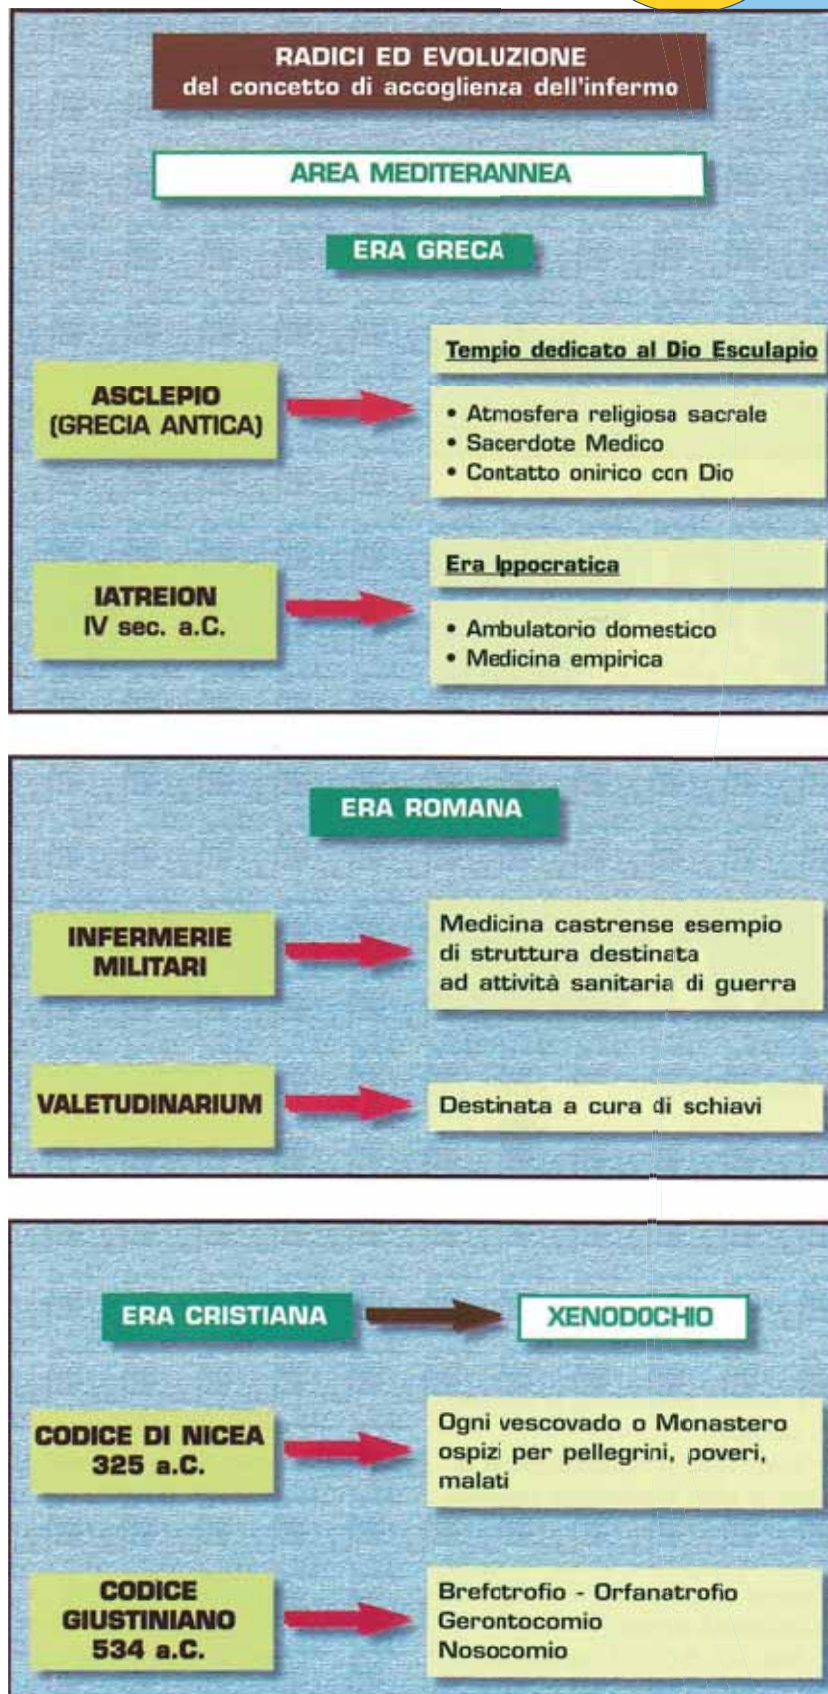 RADICI ED EVOLUZIONE
del concetto di accoglienza dell'infermo
AREA MEDITERANNEA
ERA GRECA
ASCLEPIO
(GRECIA ANTICA)
Tempio dedicato al Dio Esculapio
• Atmosfera religiosa sacrale
• Sacerdote Medico
• Contatto onirico con Dio
IATREION
IV sec. a.C.
Era Ippocratica
• Ambulatorio domestico
• Medicina empirica
ERA ROMANA
INFERMERIE
MILITARI
Medicina castrense esempio
di struttura destinata
ad attività sanitaria di guerra
VALETUDINARIUM
Destinata a cura di schiavi
ERA CRISTIANA
XENODOCHIO
CODICE DI NICEA
325 a.C.
Ogni vescovado o Monastero
ospizi per pellegrini, poveri,
malati
CODICE
GIUSTINIANO
534 a.C.
Brefotrofio - Orfanatrofio
Gerontocomio
Nosocomio